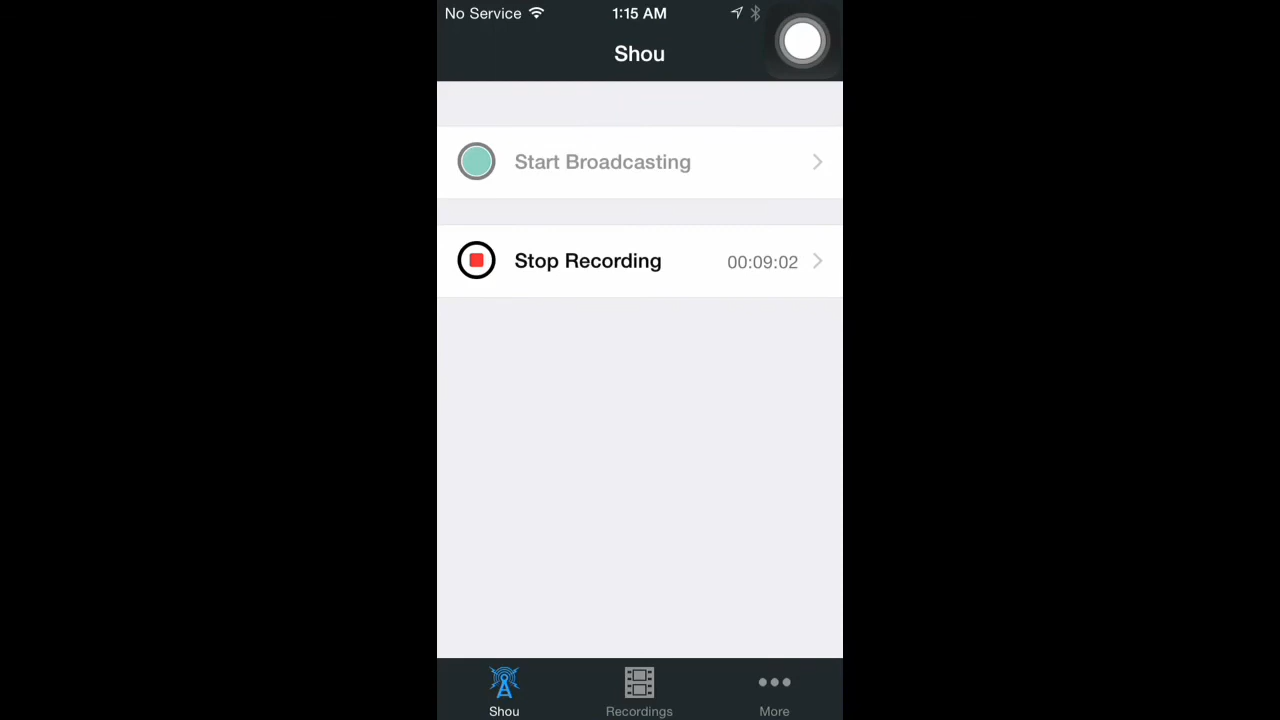 No Service 1:15 AM
Shou
Start Broadcasting
Stop Recording 00:09:02
Shou Recordings More